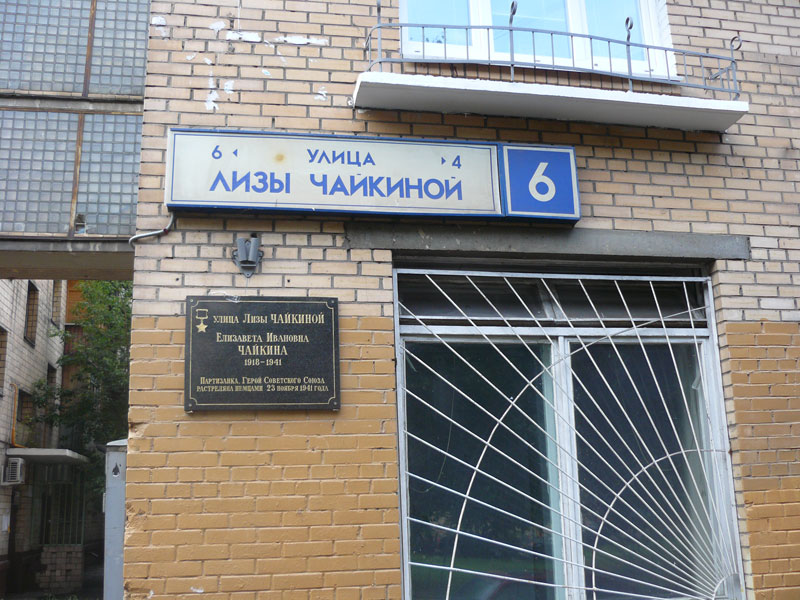 6 ◂ УЛИЦА ▸ 4
ЛИЗЫ ЧАЙКИНОЙ
6
улица Лизы ЧАЙКИНОЙ
Елизавета Ивановна
ЧАЙКИНА
1918-1941
Партизанка, Герой Советского Союза
расстреляна немцами 23 ноября 1941 года